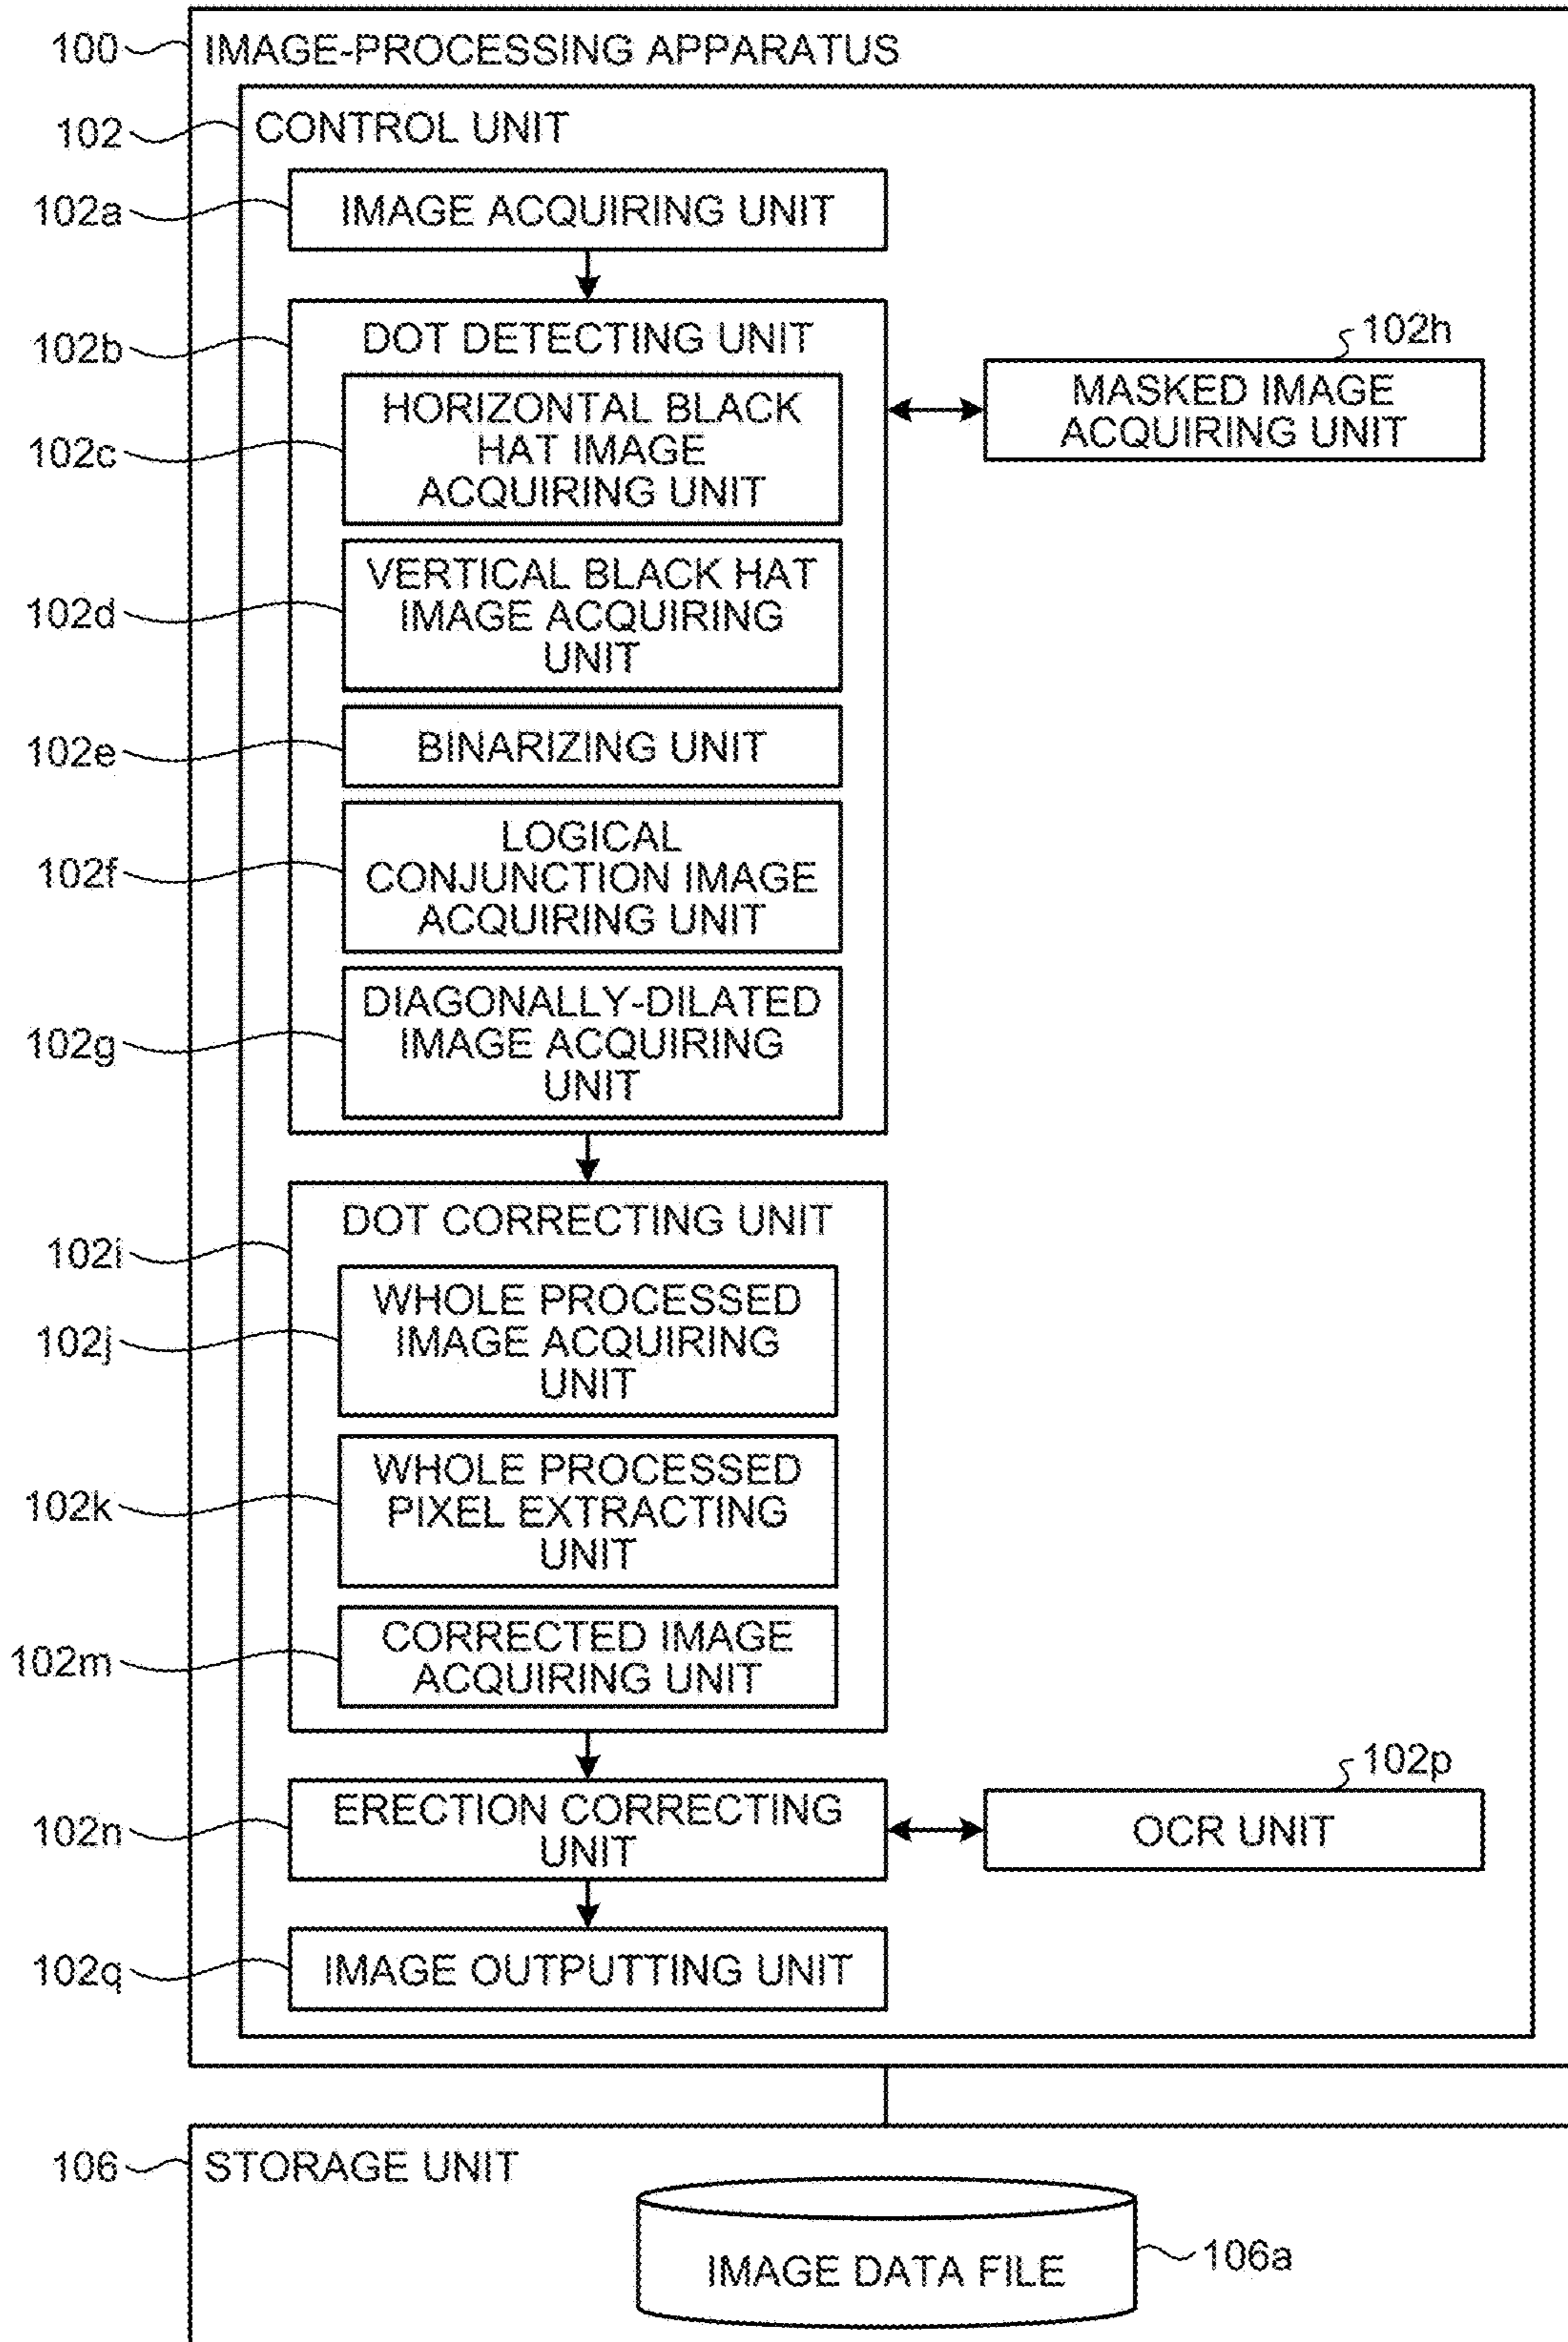 100
IMAGE-PROCESSING APPARATUS
102
CONTROL UNIT
102a
IMAGE ACQUIRING UNIT
102b
DOT DETECTING UNIT
102h
MASKED IMAGE
ACQUIRING UNIT
102c
HORIZONTAL BLACK
HAT IMAGE
ACQUIRING UNIT
102d
VERTICAL BLACK HAT
IMAGE ACQUIRING
UNIT
102e
BINARIZING UNIT
102f
LOGICAL
CONJUNCTION IMAGE
ACQUIRING UNIT
102g
DIAGONALLY-DILATED
IMAGE ACQUIRING
UNIT
102i
DOT CORRECTING UNIT
102j
WHOLE PROCESSED
IMAGE ACQUIRING
UNIT
102k
WHOLE PROCESSED
PIXEL EXTRACTING
UNIT
102m
CORRECTED IMAGE
ACQUIRING UNIT
102n
ERECTION CORRECTING
UNIT
102p
OCR UNIT
102q
IMAGE OUTPUTTING UNIT
106
STORAGE UNIT
IMAGE DATA FILE
106a